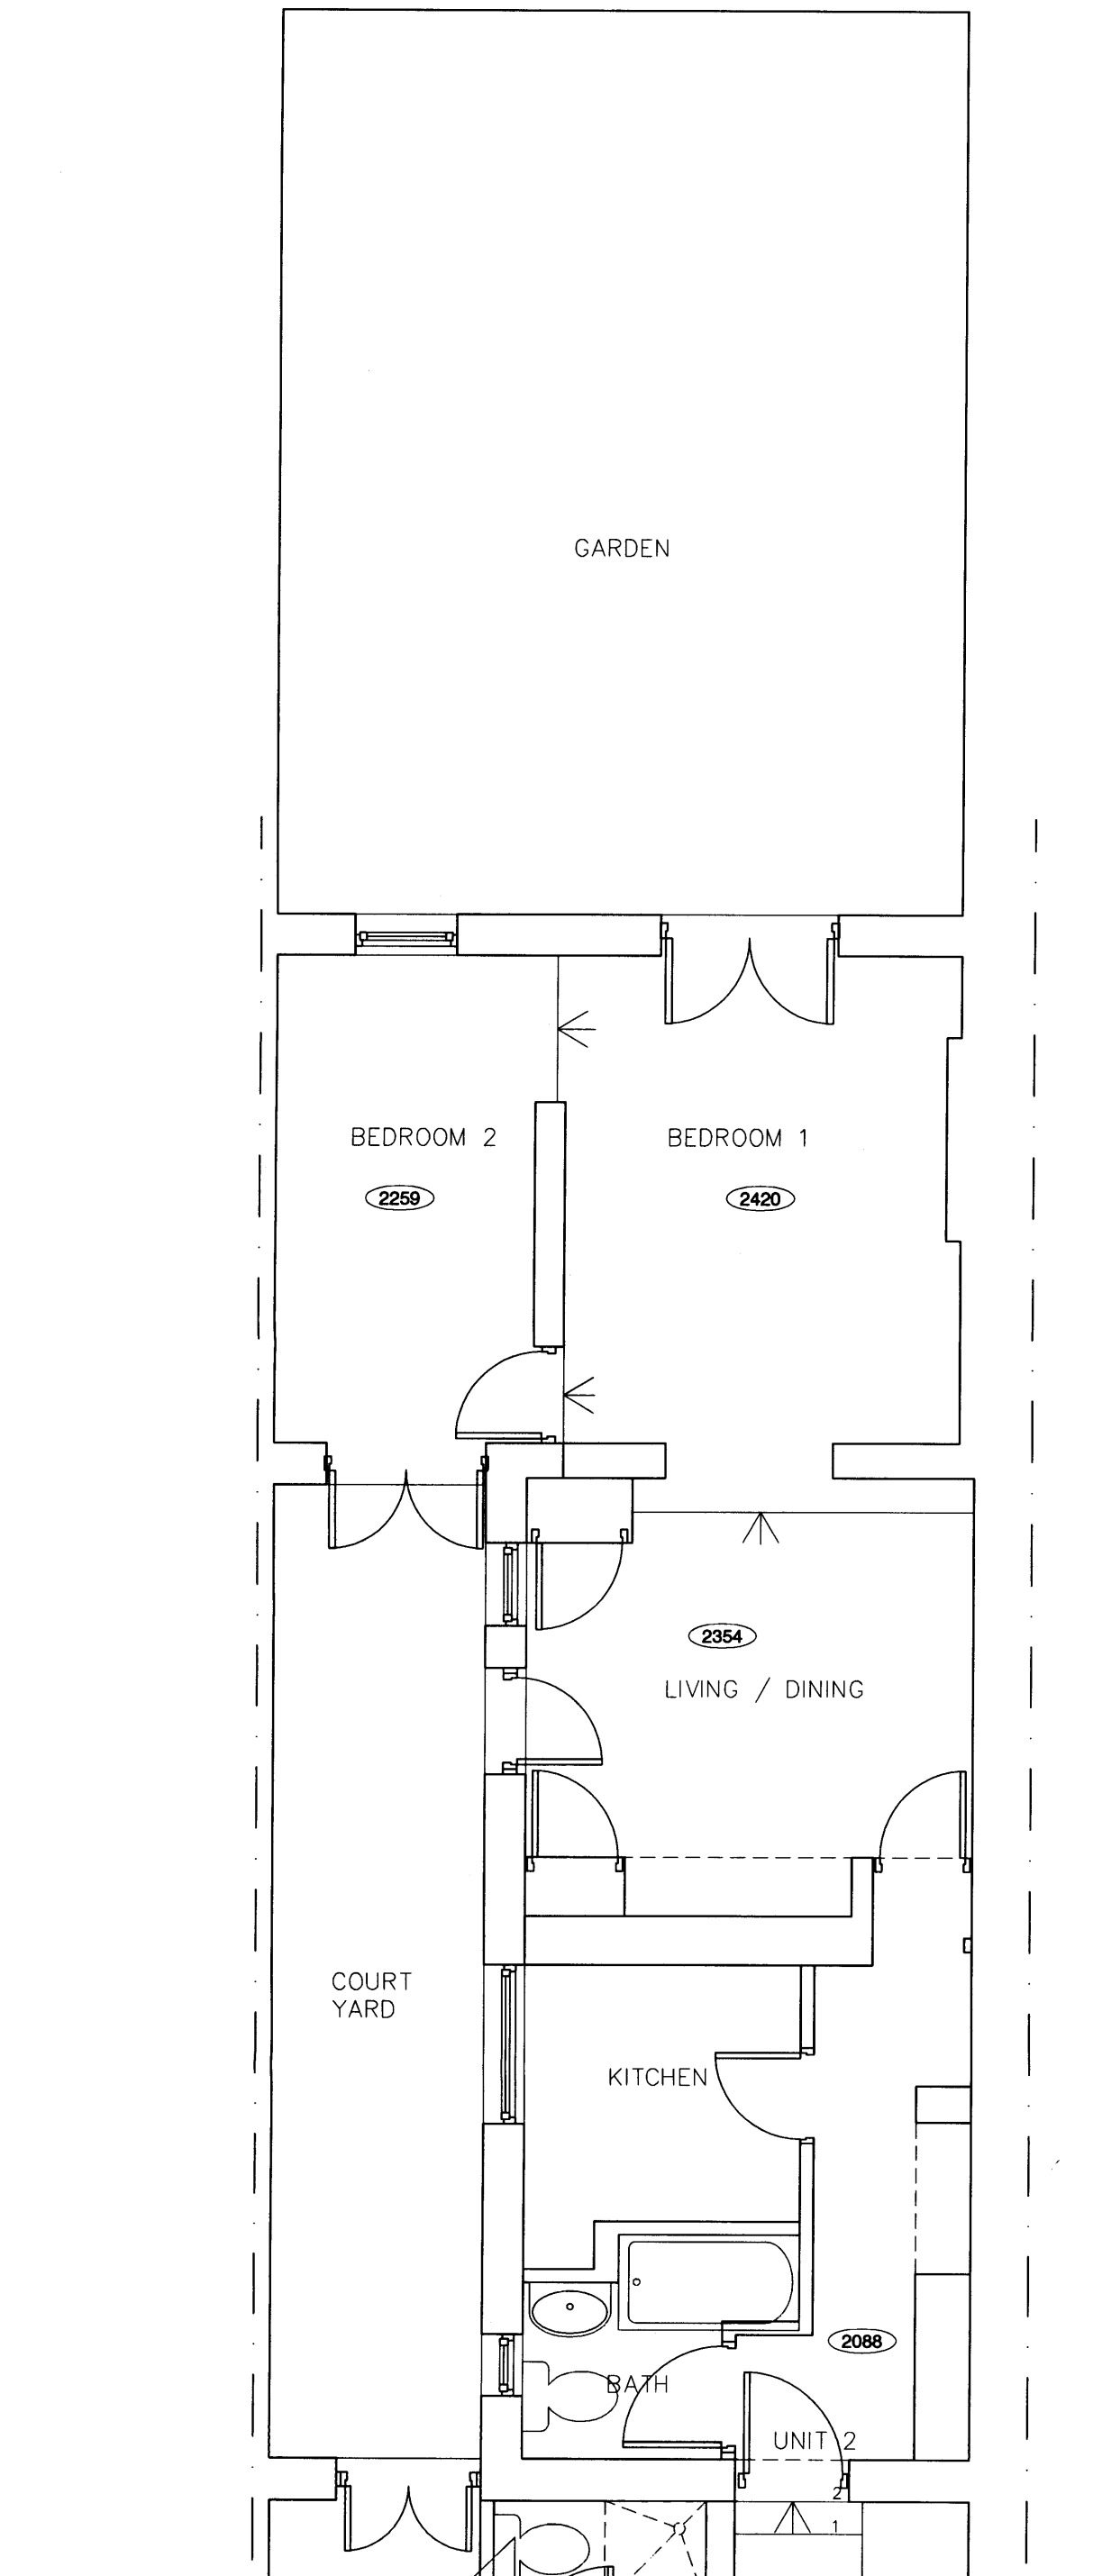 GARDEN
BEDROOM 2
BEDROOM 1
2259
2420
2354
LIVING / DINING
COURT
YARD
KITCHEN
2088
BATH
UNIT 2
2
1